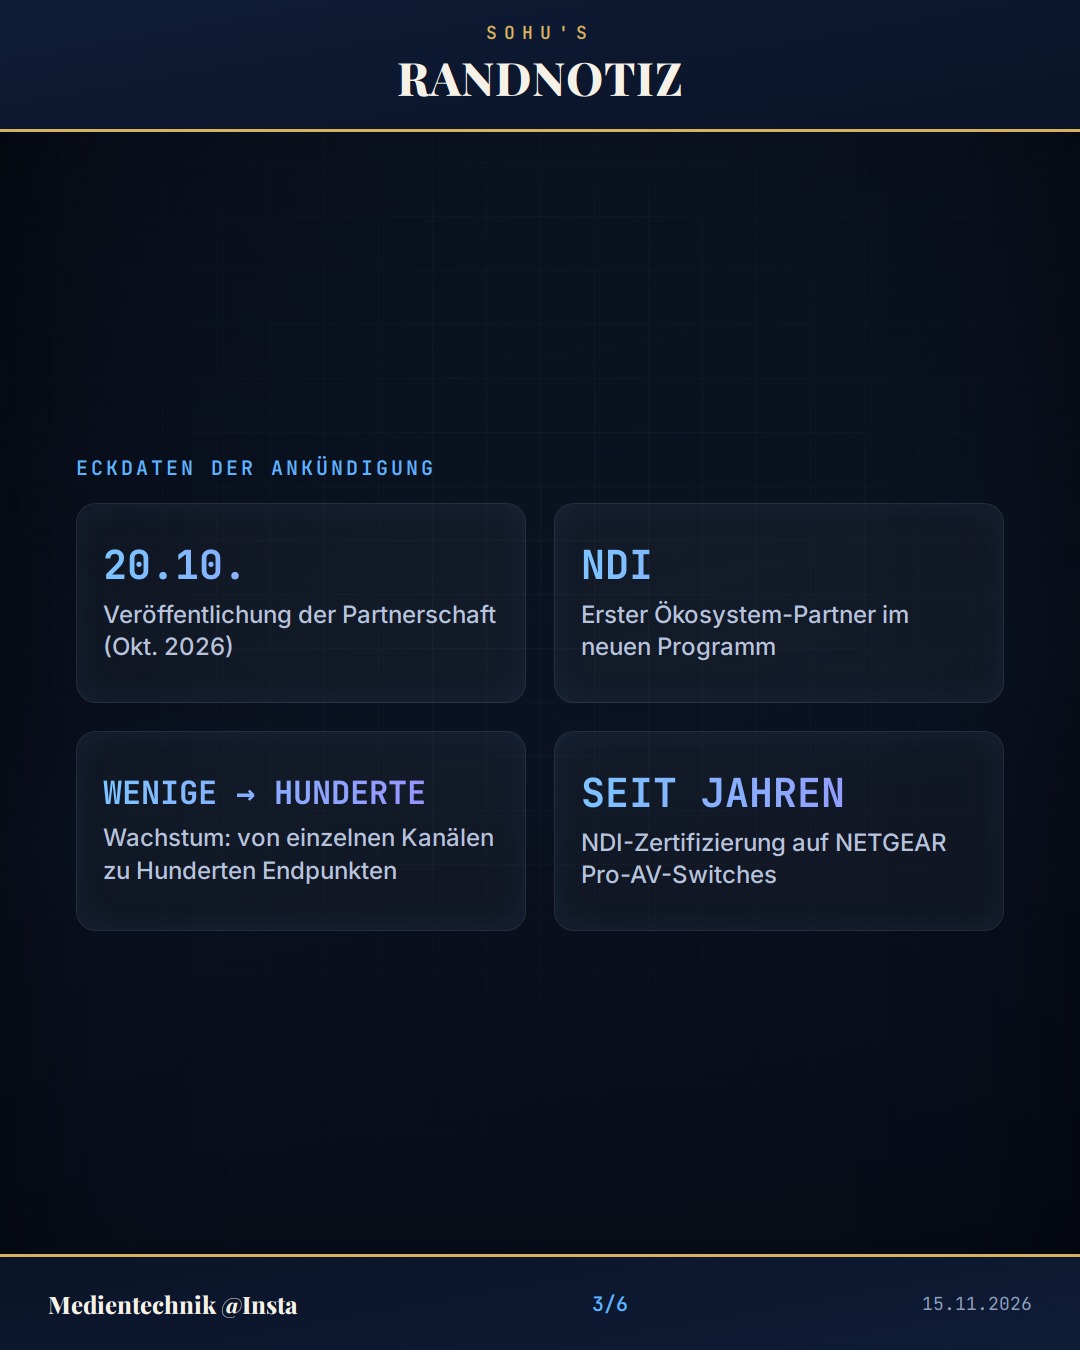 SOHU'S
RANDNOTIZ
ECKDATEN DER ANKÜNDIGUNG
20.10.
Veröffentlichung der Partnerschaft
(Okt. 2026)
NDI
Erster Ökosystem-Partner im
neuen Programm
WENIGE → HUNDERTE
Wachstum: von einzelnen Kanälen
zu Hunderten Endpunkten
SEIT JAHREN
NDI-Zertifizierung auf NETGEAR
Pro-AV-Switches
Medientechnik @Insta
3/6
15.11.2026